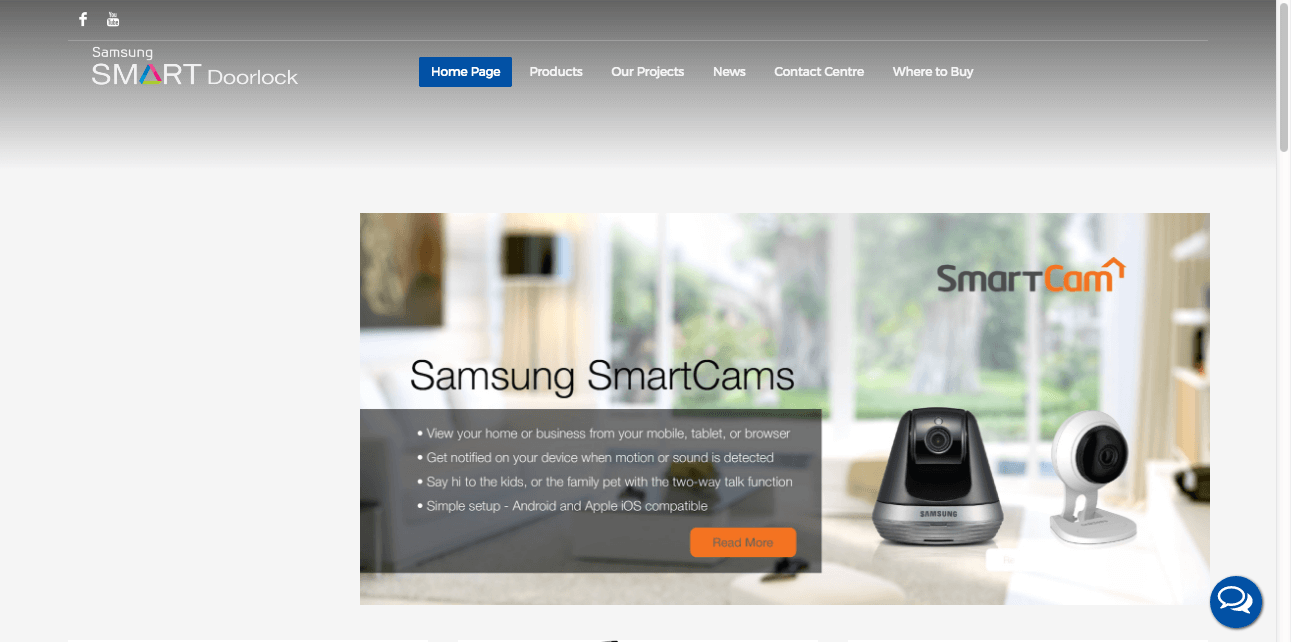 You
Tube
Samsung
SMART Doorlock
Home Page
Products
Our Projects
News
Contact Centre
Where to Buy
SmartCam
Samsung SmartCams
• View your home or business from your mobile, tablet, or browser
• Get notified on your device when motion or sound is detected
• Say hi to the kids, or the family pet with the two-way talk function
• Simple setup - Android and Apple iOS compatible
SAMSUNG
Read More